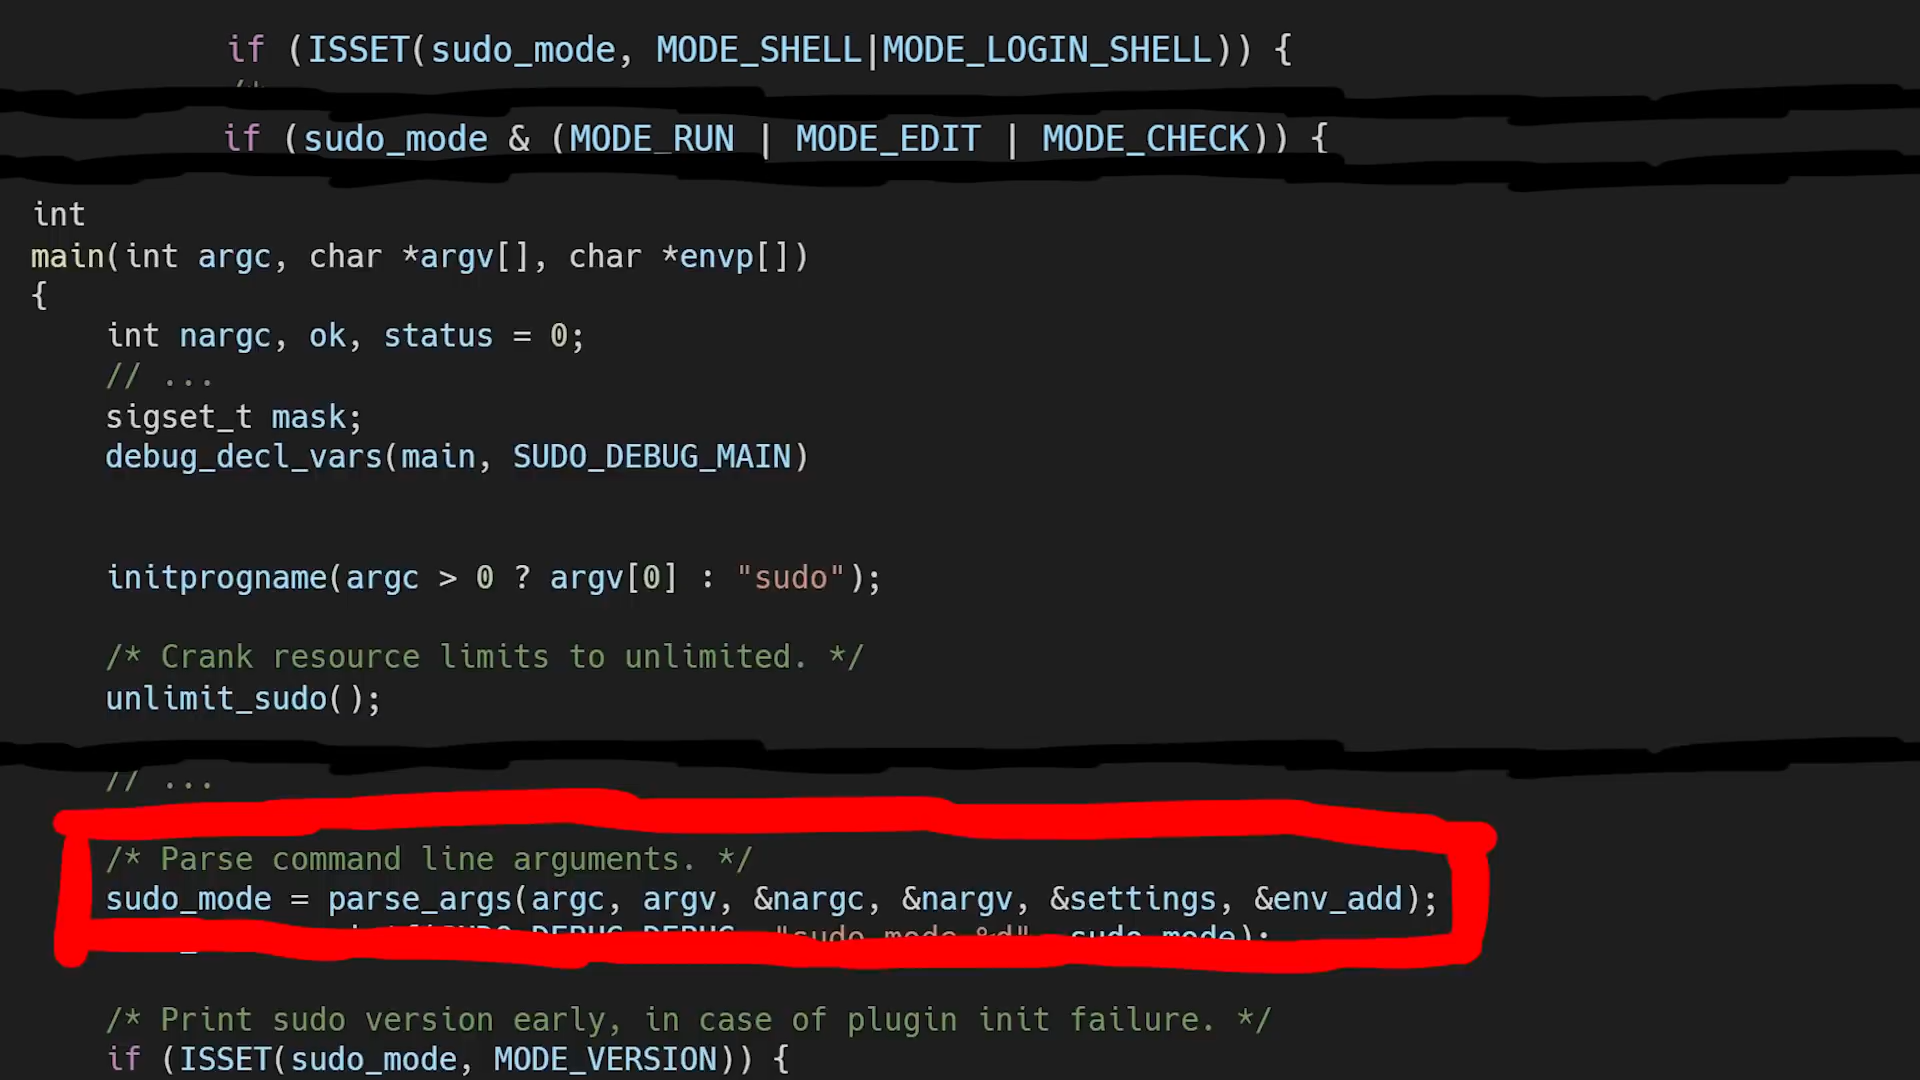 if (ISSET(sudo_mode, MODE_SHELL|MODE_LOGIN_SHELL)) {
if (sudo_mode & (MODE_RUN | MODE_EDIT | MODE_CHECK)) {
int
main(int argc, char *argv[], char *envp[])
{
int nargc, ok, status = 0;
// ...
sigset_t mask;
debug_decl_vars(main, SUDO_DEBUG_MAIN)
initprogname(argc > 0 ? argv[0] : "sudo");
/* Crank resource limits to unlimited. */
unlimit_sudo();
// ...
/* Parse command line arguments. */
sudo_mode = parse_args(argc, argv, &nargc, &nargv, &settings, &env_add);
SUDO_DEBUG_DEBUG, "sudo_mode %d", sudo_mode);
/* Print sudo version early, in case of plugin init failure. */
if (ISSET(sudo_mode, MODE_VERSION)) {